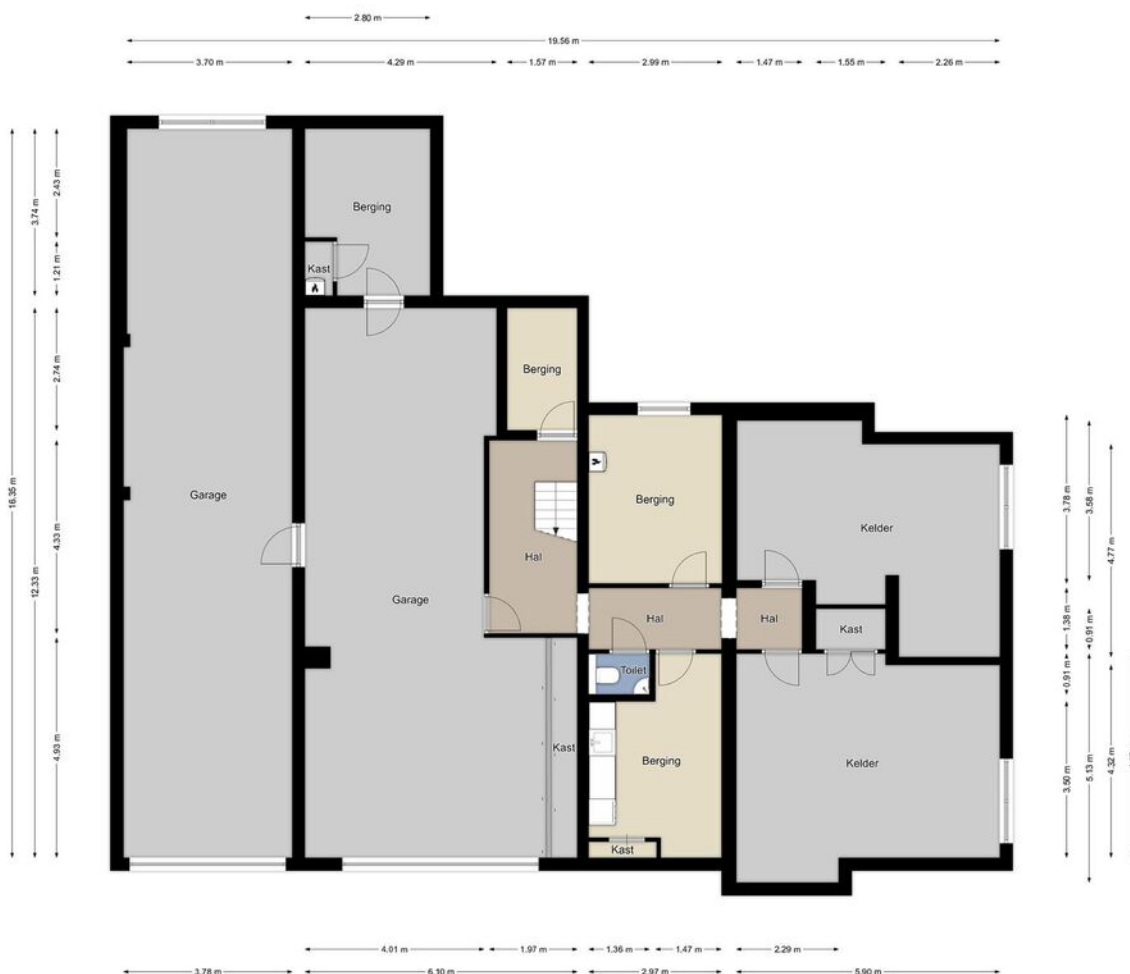 2.80 m
19.56 m
3.70 m
4.29 m
1.57 m
2.99 m
1.47 m
1.55 m
2.26 m
16.35 m
3.74 m
2.43 m
1.21 m
12.33 m
2.74 m
4.33 m
4.93 m
Berging
Kast
Berging
Garage
Berging
Kelder
Hal
Garage
Hal
Hal
Kast
Toilet
Kast
Berging
Kelder
Kast
3.78 m
3.58 m
4.77 m
1.38 m
0.91 m
0.91 m
3.50 m
5.13 m
4.32 m
4.01 m
1.97 m
1.36 m
1.47 m
2.29 m
3.78 m
6.10 m
2.97 m
5.90 m